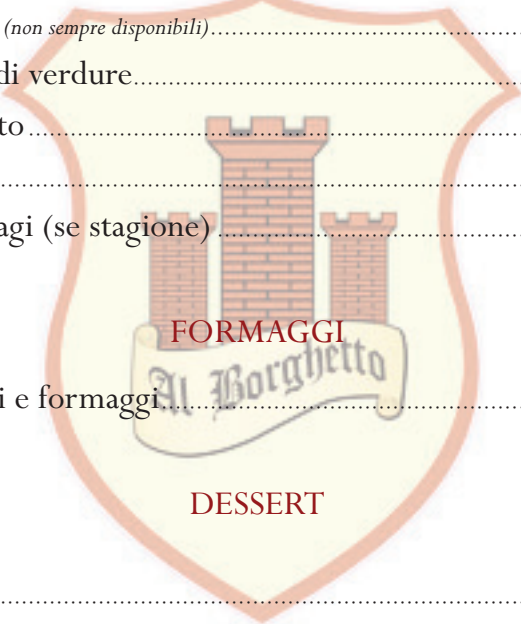 (non sempre disponibili)........................................................
di verdure........................................................................
to....................................................................................
........................................................................................
agi (se stagione)................................................................
FORMAGGI
Al Borghetto
i e formaggi......................................................................
DESSERT
........................................................................................